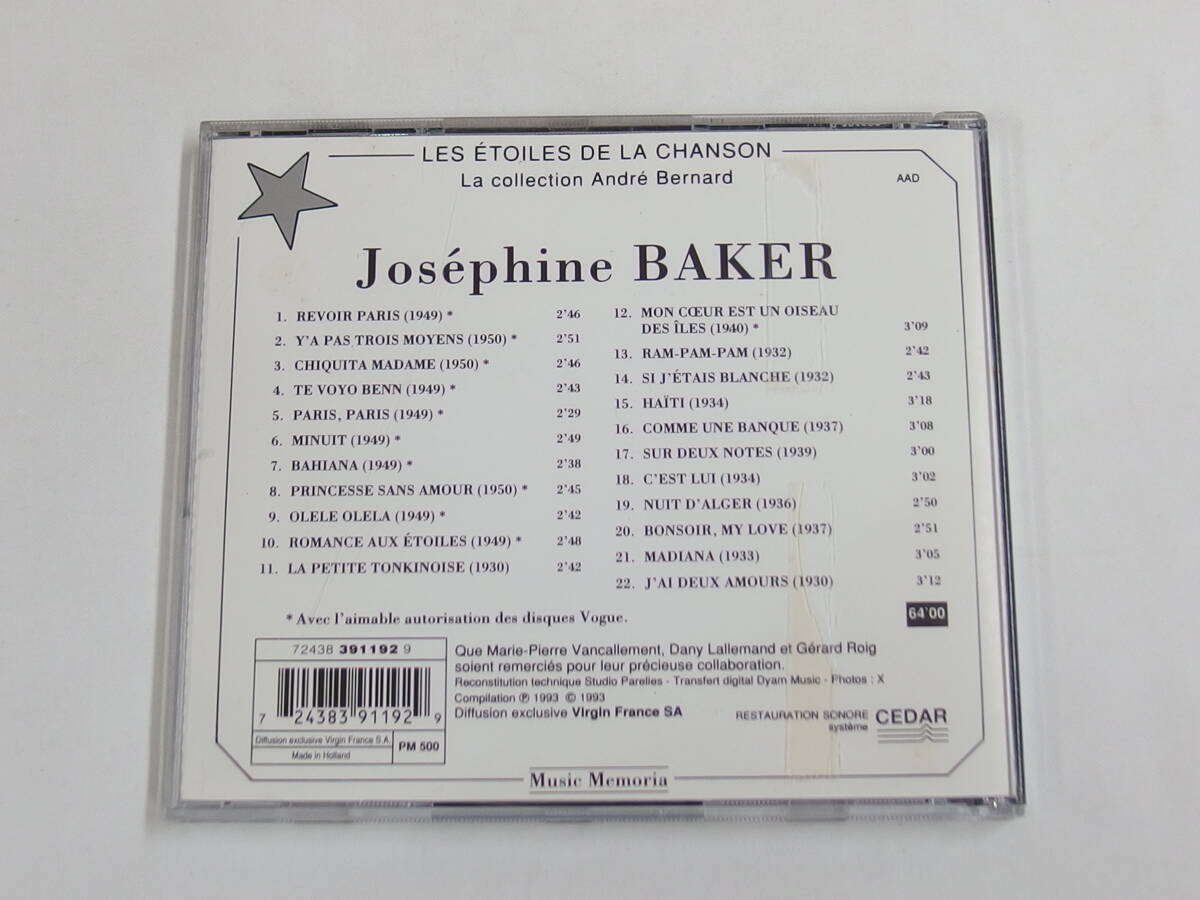 LES ÉTOILES DE LA CHANSON
La collection André Bernard
AAD
Joséphine BAKER
1. REVOIR PARIS (1949) * 2'46
2. Y'A PAS TROIS MOYENS (1950) * 2'51
3. CHIQUITA MADAME (1950) * 2'46
4. TE VOYO BENN (1949) * 2'43
5. PARIS, PARIS (1949) * 2'29
6. MINUIT (1949) * 2'49
7. BAHIANA (1949) * 2'38
8. PRINCESSE SANS AMOUR (1950) * 2'45
9. OLELE OLELA (1949) * 2'42
10. ROMANCE AUX ÉTOILES (1949) * 2'48
11. LA PETITE TONKINOISE (1930) 2'42
12. MON CŒUR EST UN OISEAU
DES ÎLES (1940) * 3'09
13. RAM-PAM-PAM (1932) 2'42
14. SI J'ÉTAIS BLANCHE (1932) 2'43
15. HAÏTI (1934) 3'18
16. COMME UNE BANQUE (1937) 3'08
17. SUR DEUX NOTES (1939) 3'00
18. C'EST LUI (1934) 3'02
19. NUIT D'ALGER (1936) 2'50
20. BONSOIR, MY LOVE (1937) 2'51
21. MADIANA (1933) 3'05
22. J'AI DEUX AMOURS (1930) 3'12
* Avec l'aimable autorisation des disques Vogue.
64'00
72438 391192 9
7 24383 91192 9
Diffusion exclusive Virgin France S.A.
Made in Holland
PM 500
Que Marie-Pierre Vancallement, Dany Lallemand et Gérard Roig
soient remerciés pour leur précieuse collaboration.
Reconstitution technique Studio Parelies - Transfert digital Dyam Music - Photos : X
Compilation ℗ 1993 © 1993
Diffusion exclusive Virgin France SA
RESTAURATION SONORE
système
CEDAR
Music Memoria